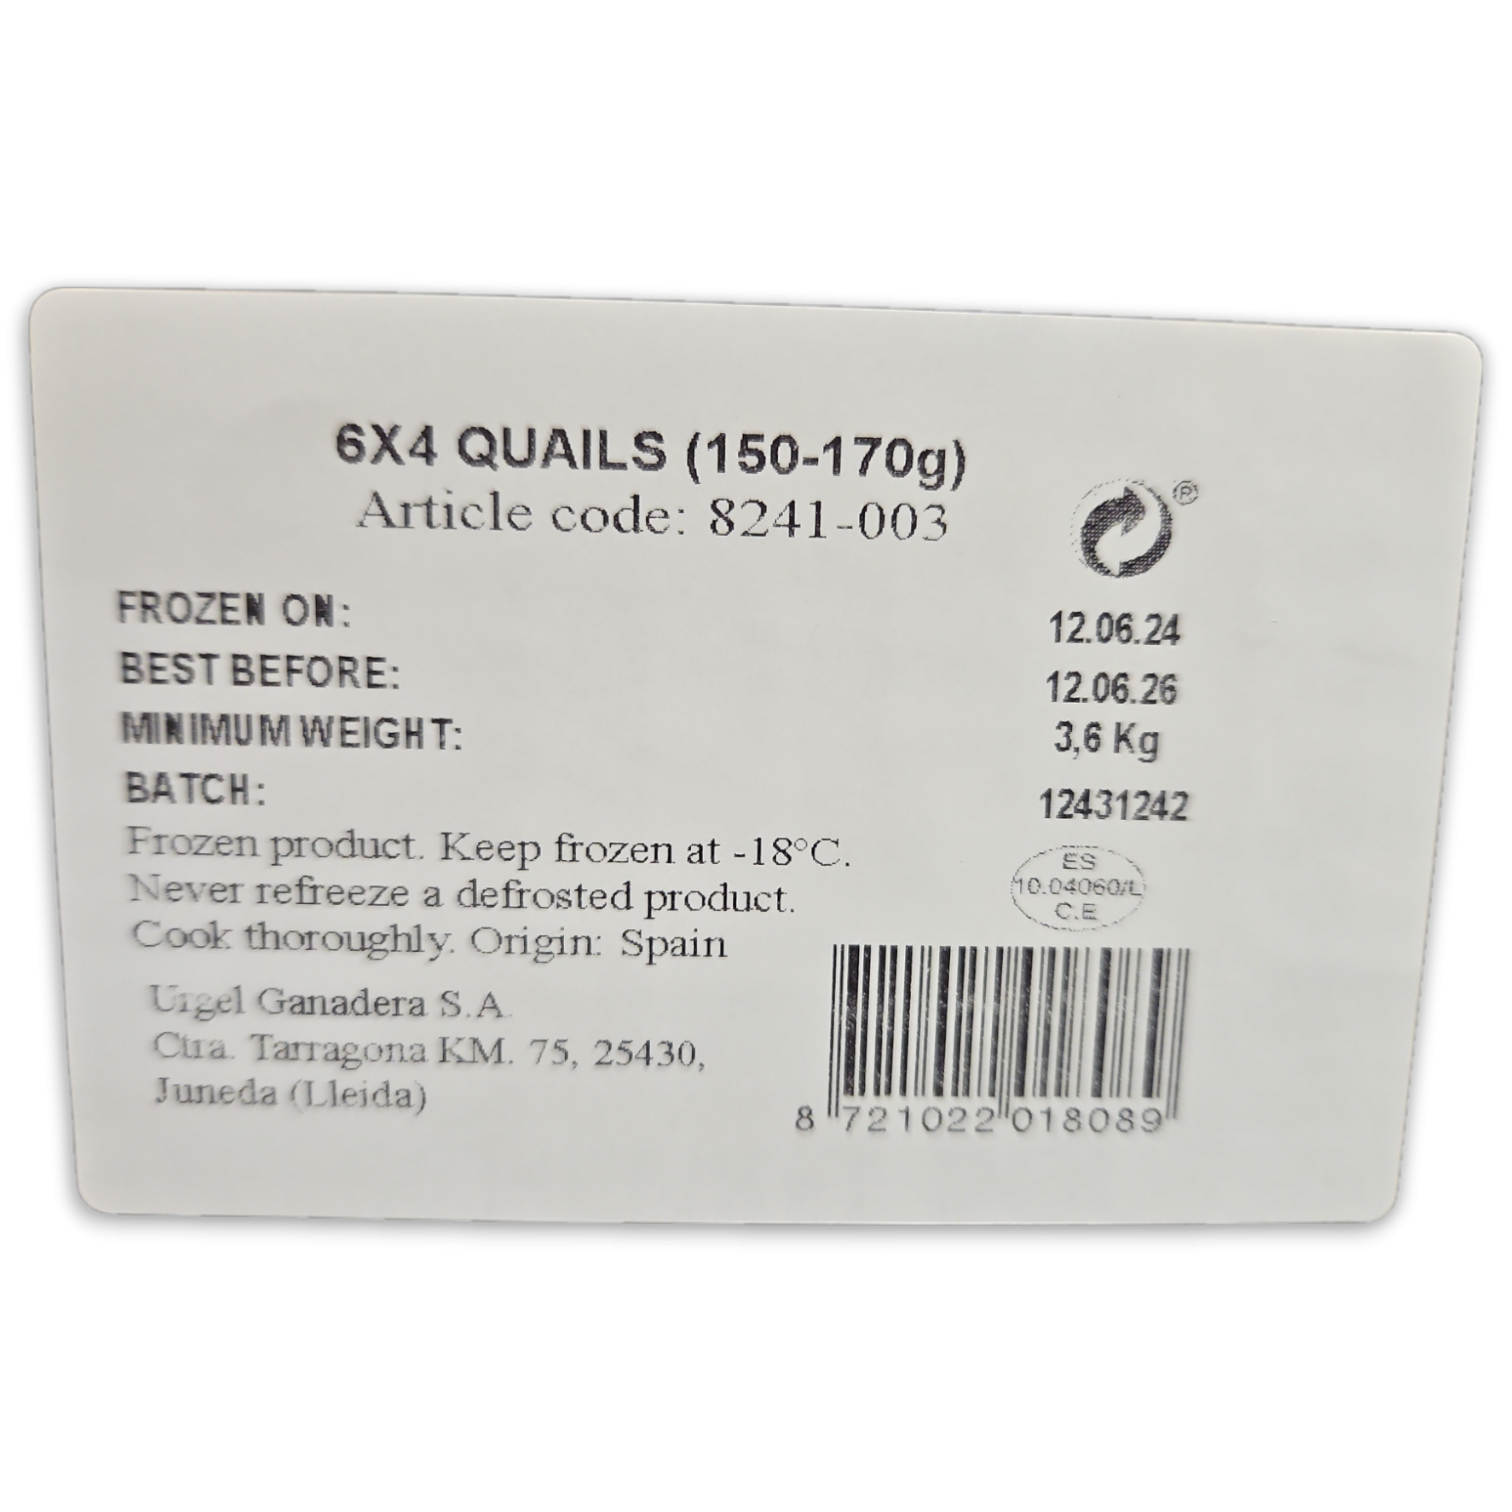 6X4 QUAILS (150-170g)
Article code: 8241-003
®
FROZEN ON: 12.06.24
BEST BEFORE: 12.06.26
MINIMUM WEIGHT: 3,6 Kg
BATCH: 12431242
Frozen product. Keep frozen at -18°C.
Never refreeze a defrosted product.
Cook thoroughly. Origin: Spain
ES
10.04060/L
C.E
Urgel Ganadera S.A.
Ctra. Tarragona KM. 75, 25430,
Juneda (Lleida)
8 721022 018089